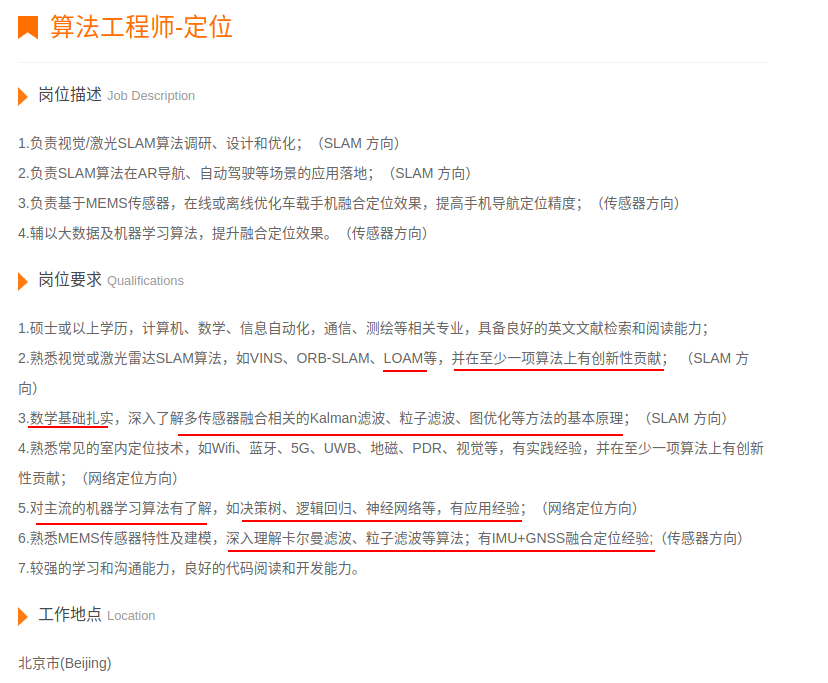 算法工程师-定位
岗位描述 Job Description
1.负责视觉/激光SLAM算法调研、设计和优化；（SLAM 方向）
2.负责SLAM算法在AR导航、自动驾驶等场景的应用落地；（SLAM 方向）
3.负责基于MEMS传感器，在线或离线优化车载手机融合定位效果，提高手机导航定位精度；（传感器方向）
4.辅以大数据及机器学习算法，提升融合定位效果。（传感器方向）
岗位要求 Qualifications
1.硕士或以上学历，计算机、数学、信息自动化，通信、测绘等相关专业，具备良好的英文文献检索和阅读能力；
2.熟悉视觉或激光雷达SLAM算法，如VINS、ORB-SLAM、LOAM等，并在至少一项算法上有创新性贡献； （SLAM 方
向）
3.数学基础扎实，深入了解多传感器融合相关的Kalman滤波、粒子滤波、图优化等方法的基本原理；（SLAM 方向）
4.熟悉常见的室内定位技术，如Wifi、蓝牙、5G、UWB、地磁、PDR、视觉等，有实践经验，并在至少一项算法上有创新
性贡献；（网络定位方向）
5.对主流的机器学习算法有了解，如决策树、逻辑回归、神经网络等，有应用经验；（网络定位方向）
6.熟悉MEMS传感器特性及建模，深入理解卡尔曼滤波、粒子滤波等算法；有IMU+GNSS融合定位经验;（传感器方向）
7.较强的学习和沟通能力，良好的代码阅读和开发能力。
工作地点 Location
北京市(Beijing)